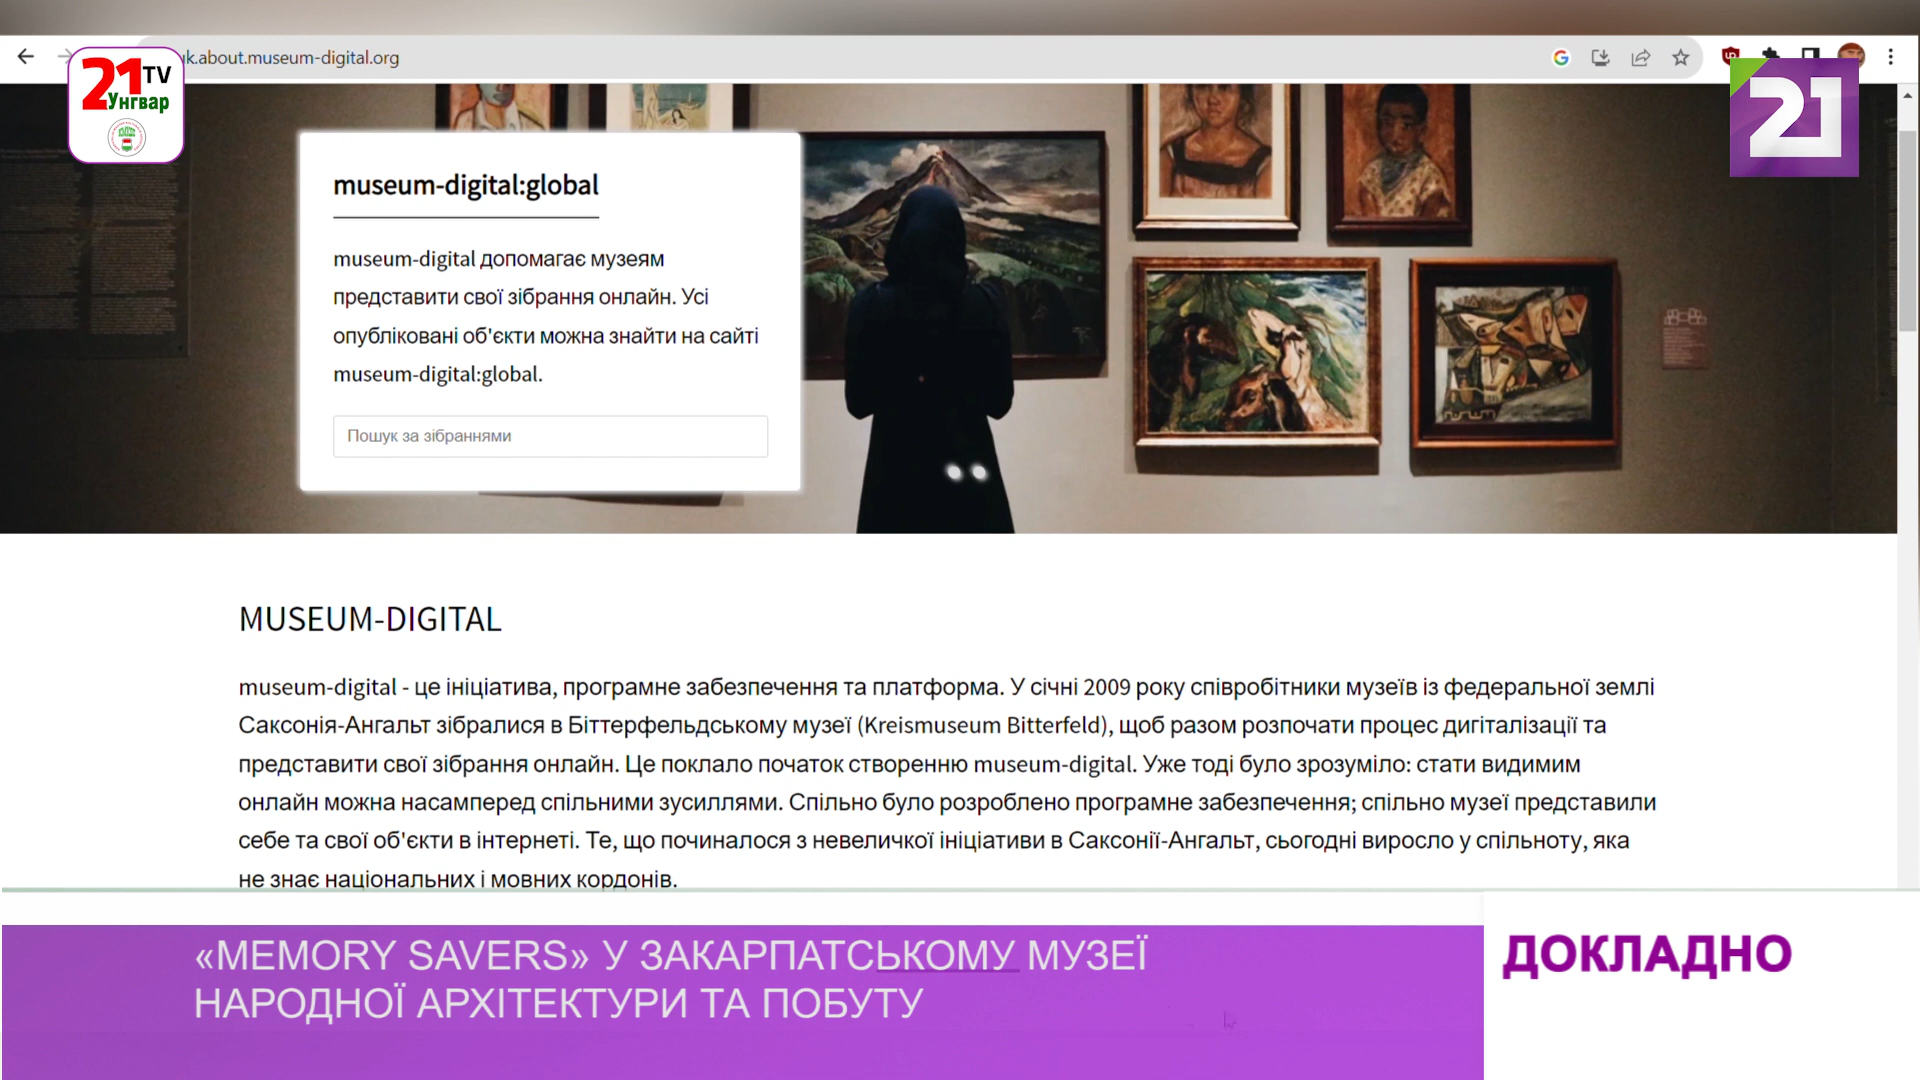 uk.about.museum-digital.org
21TV
Унгвар
21
museum-digital:global
museum-digital допомагає музеям
представити свої зібрання онлайн. Усі
опубліковані об'єкти можна знайти на сайті
museum-digital:global.
Пошук за зібраннями
MUSEUM-DIGITAL
museum-digital - це ініціатива, програмне забезпечення та платформа. У січні 2009 року співробітники музеїв із федеральної землі
Саксонія-Ангальт зібралися в Біттерфельдському музеї (Kreismuseum Bitterfeld), щоб разом розпочати процес дигіталізації та
представити свої зібрання онлайн. Це поклало початок створенню museum-digital. Уже тоді було зрозуміло: стати видимим
онлайн можна насамперед спільними зусиллями. Спільно було розроблено програмне забезпечення; спільно музеї представили
себе та свої об'єкти в інтернеті. Те, що починалося з невеличкої ініціативи в Саксонії-Ангальт, сьогодні виросло у спільноту, яка
не знає національних і мовних кордонів.
«MEMORY SAVERS» У ЗАКАРПАТСЬКОМУ МУЗЕЇ
НАРОДНОЇ АРХІТЕКТУРИ ТА ПОБУТУ
ДОКЛАДНО